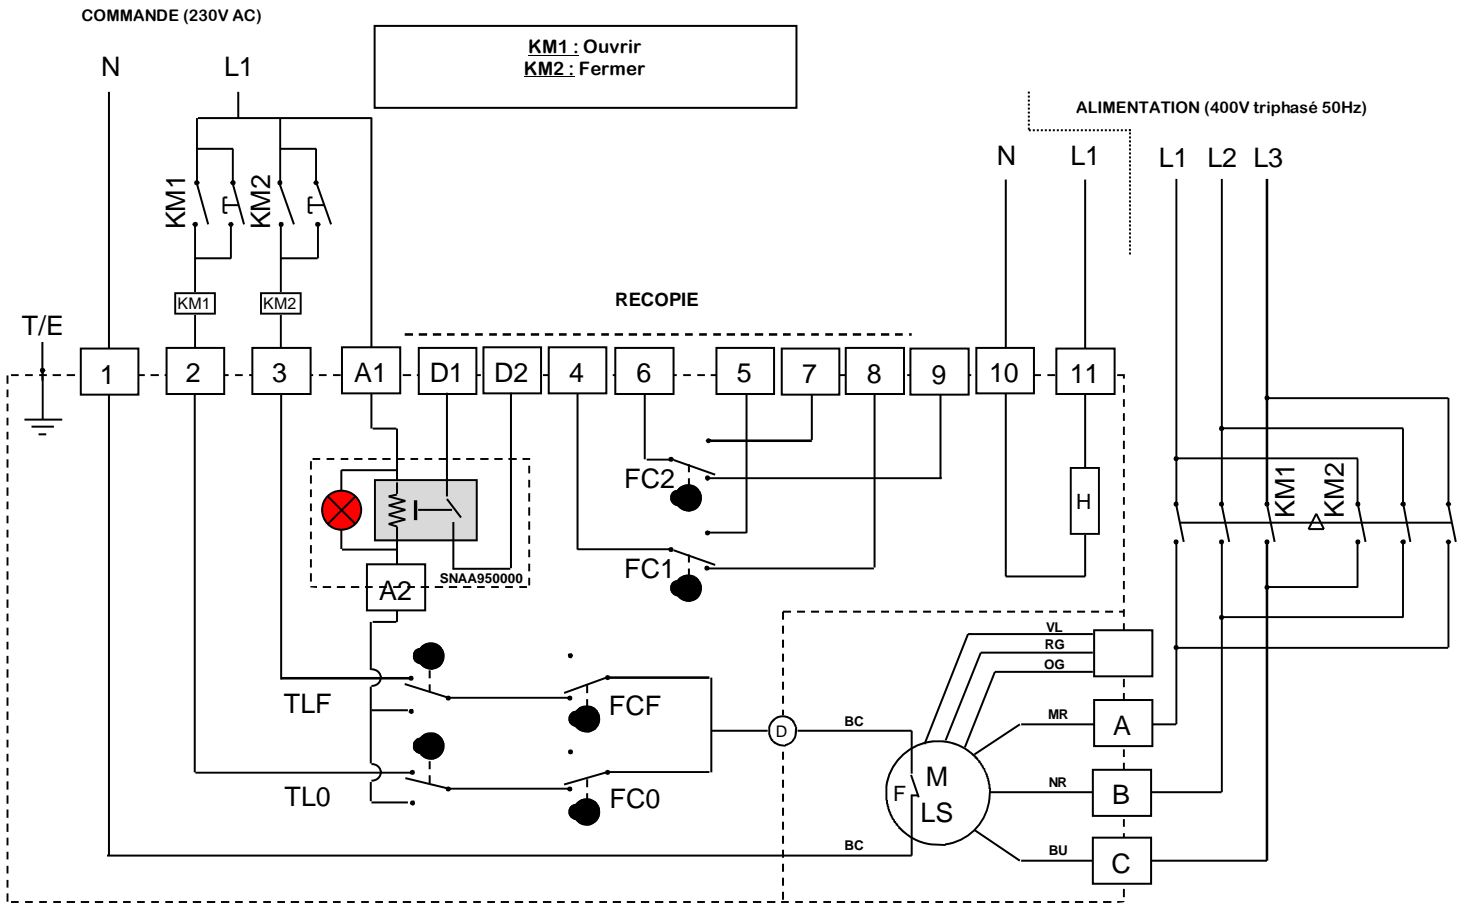 COMMANDE (230V AC)
KM1 : Ouvrir
KM2 : Fermer
N L1
ALIMENTATION (400V triphasé 50Hz)
N L1 L1 L2 L3
KM1 KM2
KM1 KM2
RECOPIE
T/E
1 2 3 A1 D1 D2 4 6 5 7 8 9 10 11
FC2
KM1 KM2
H
FC1
SNAA950000
A2
VL
RG
OG
TLF FCF
MR A
D BC
M
F LS
NR B
TL0 FC0
BC
BU C